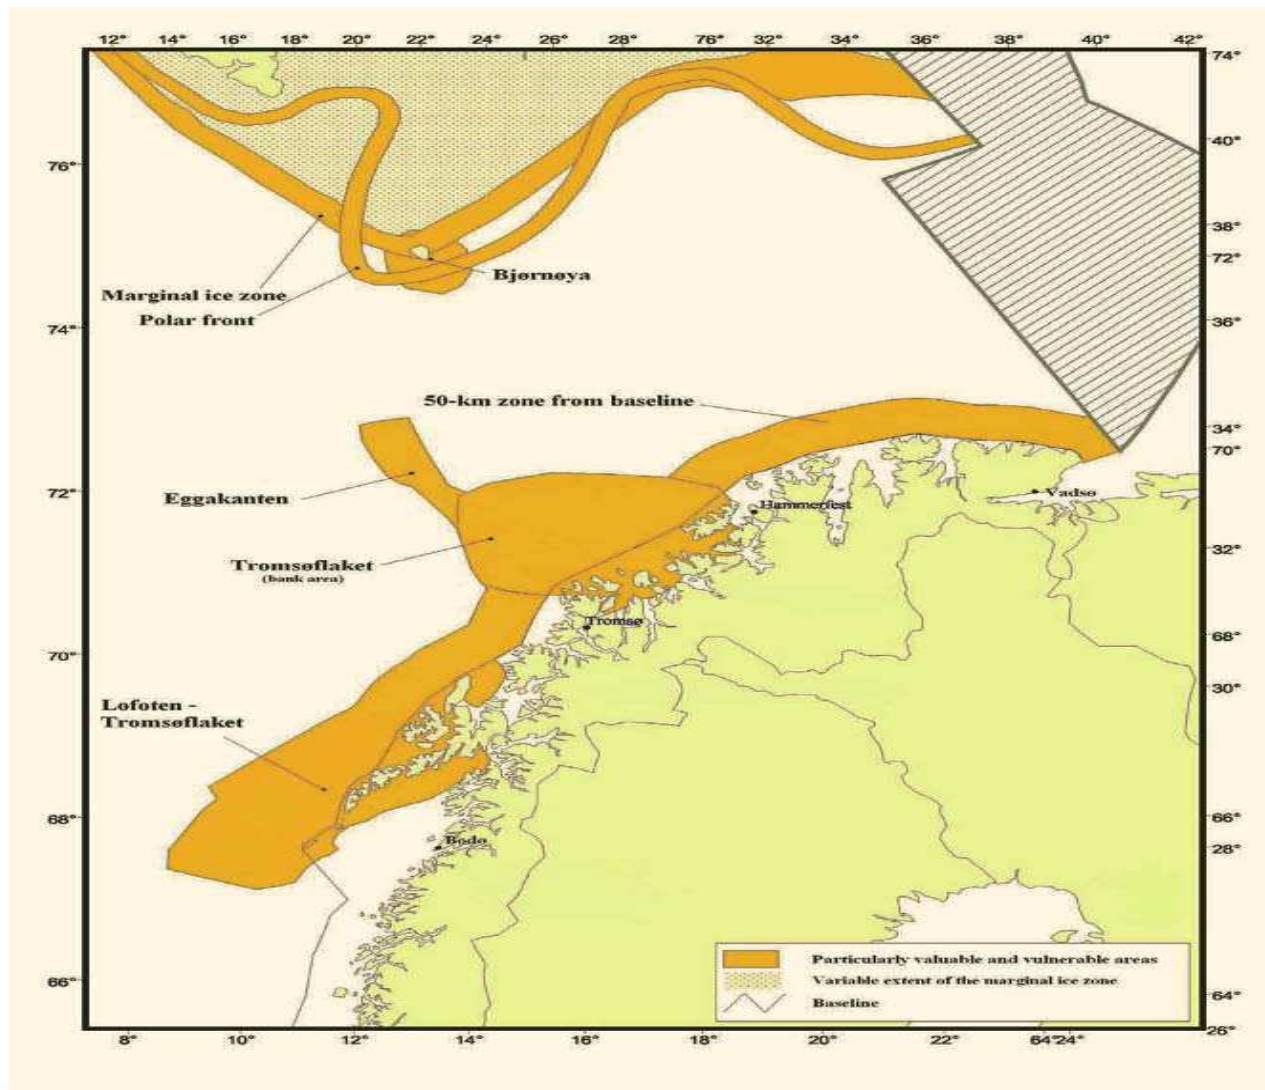 12° 14° 16° 18° 20° 22° 24° 26° 28° 76° 32° 34° 36° 38° 40° 42°
74°
76°
40°
38°
72°
Bjørnøya
Marginal ice zone
Polar front
74°
36°
50-km zone from baseline
34°
70°
Eggakanten
72°
Vadsø
Hammerfest
32°
Tromsøflaket
(bank area)
Tromsø
68°
70°
30°
Lofoten -
Tromsøflaket
68°
66°
Bodø
28°
Particularly valuable and vulnerable areas
Variable extent of the marginal ice zone
66°
64°
Baseline
26°
8° 10° 12° 14° 16° 18° 20° 22° 64°24°